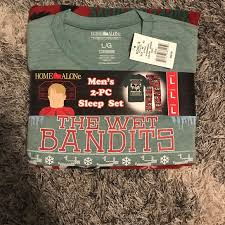 HOME ALONe
L/G
HOME ALONe
Men's
2-PC
Sleep Set
L
L
L
THE WET
BANDITS